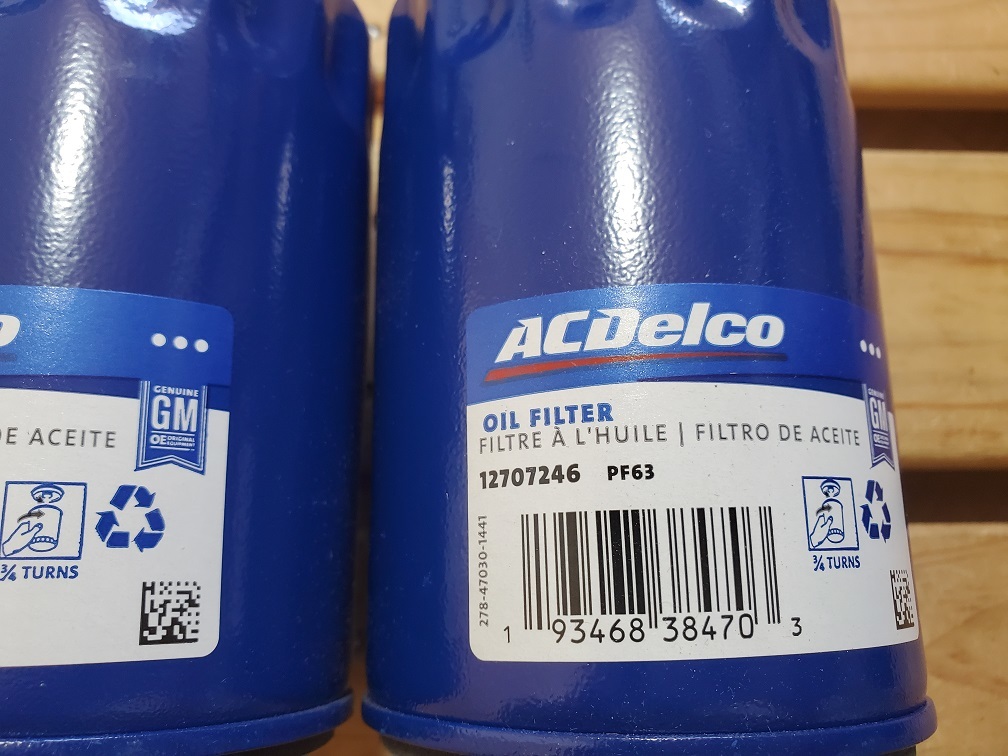 DE ACEITE
GENUINE
GM
OE ORIGINAL
EQUIPMENT
¾ TURNS
ACDelco
OIL FILTER
FILTRE À L'HUILE | FILTRO DE ACEITE
12707246 PF63
GENUINE
GM
OE
278-47030-1441
¾ TURNS
1 93468 38470 3